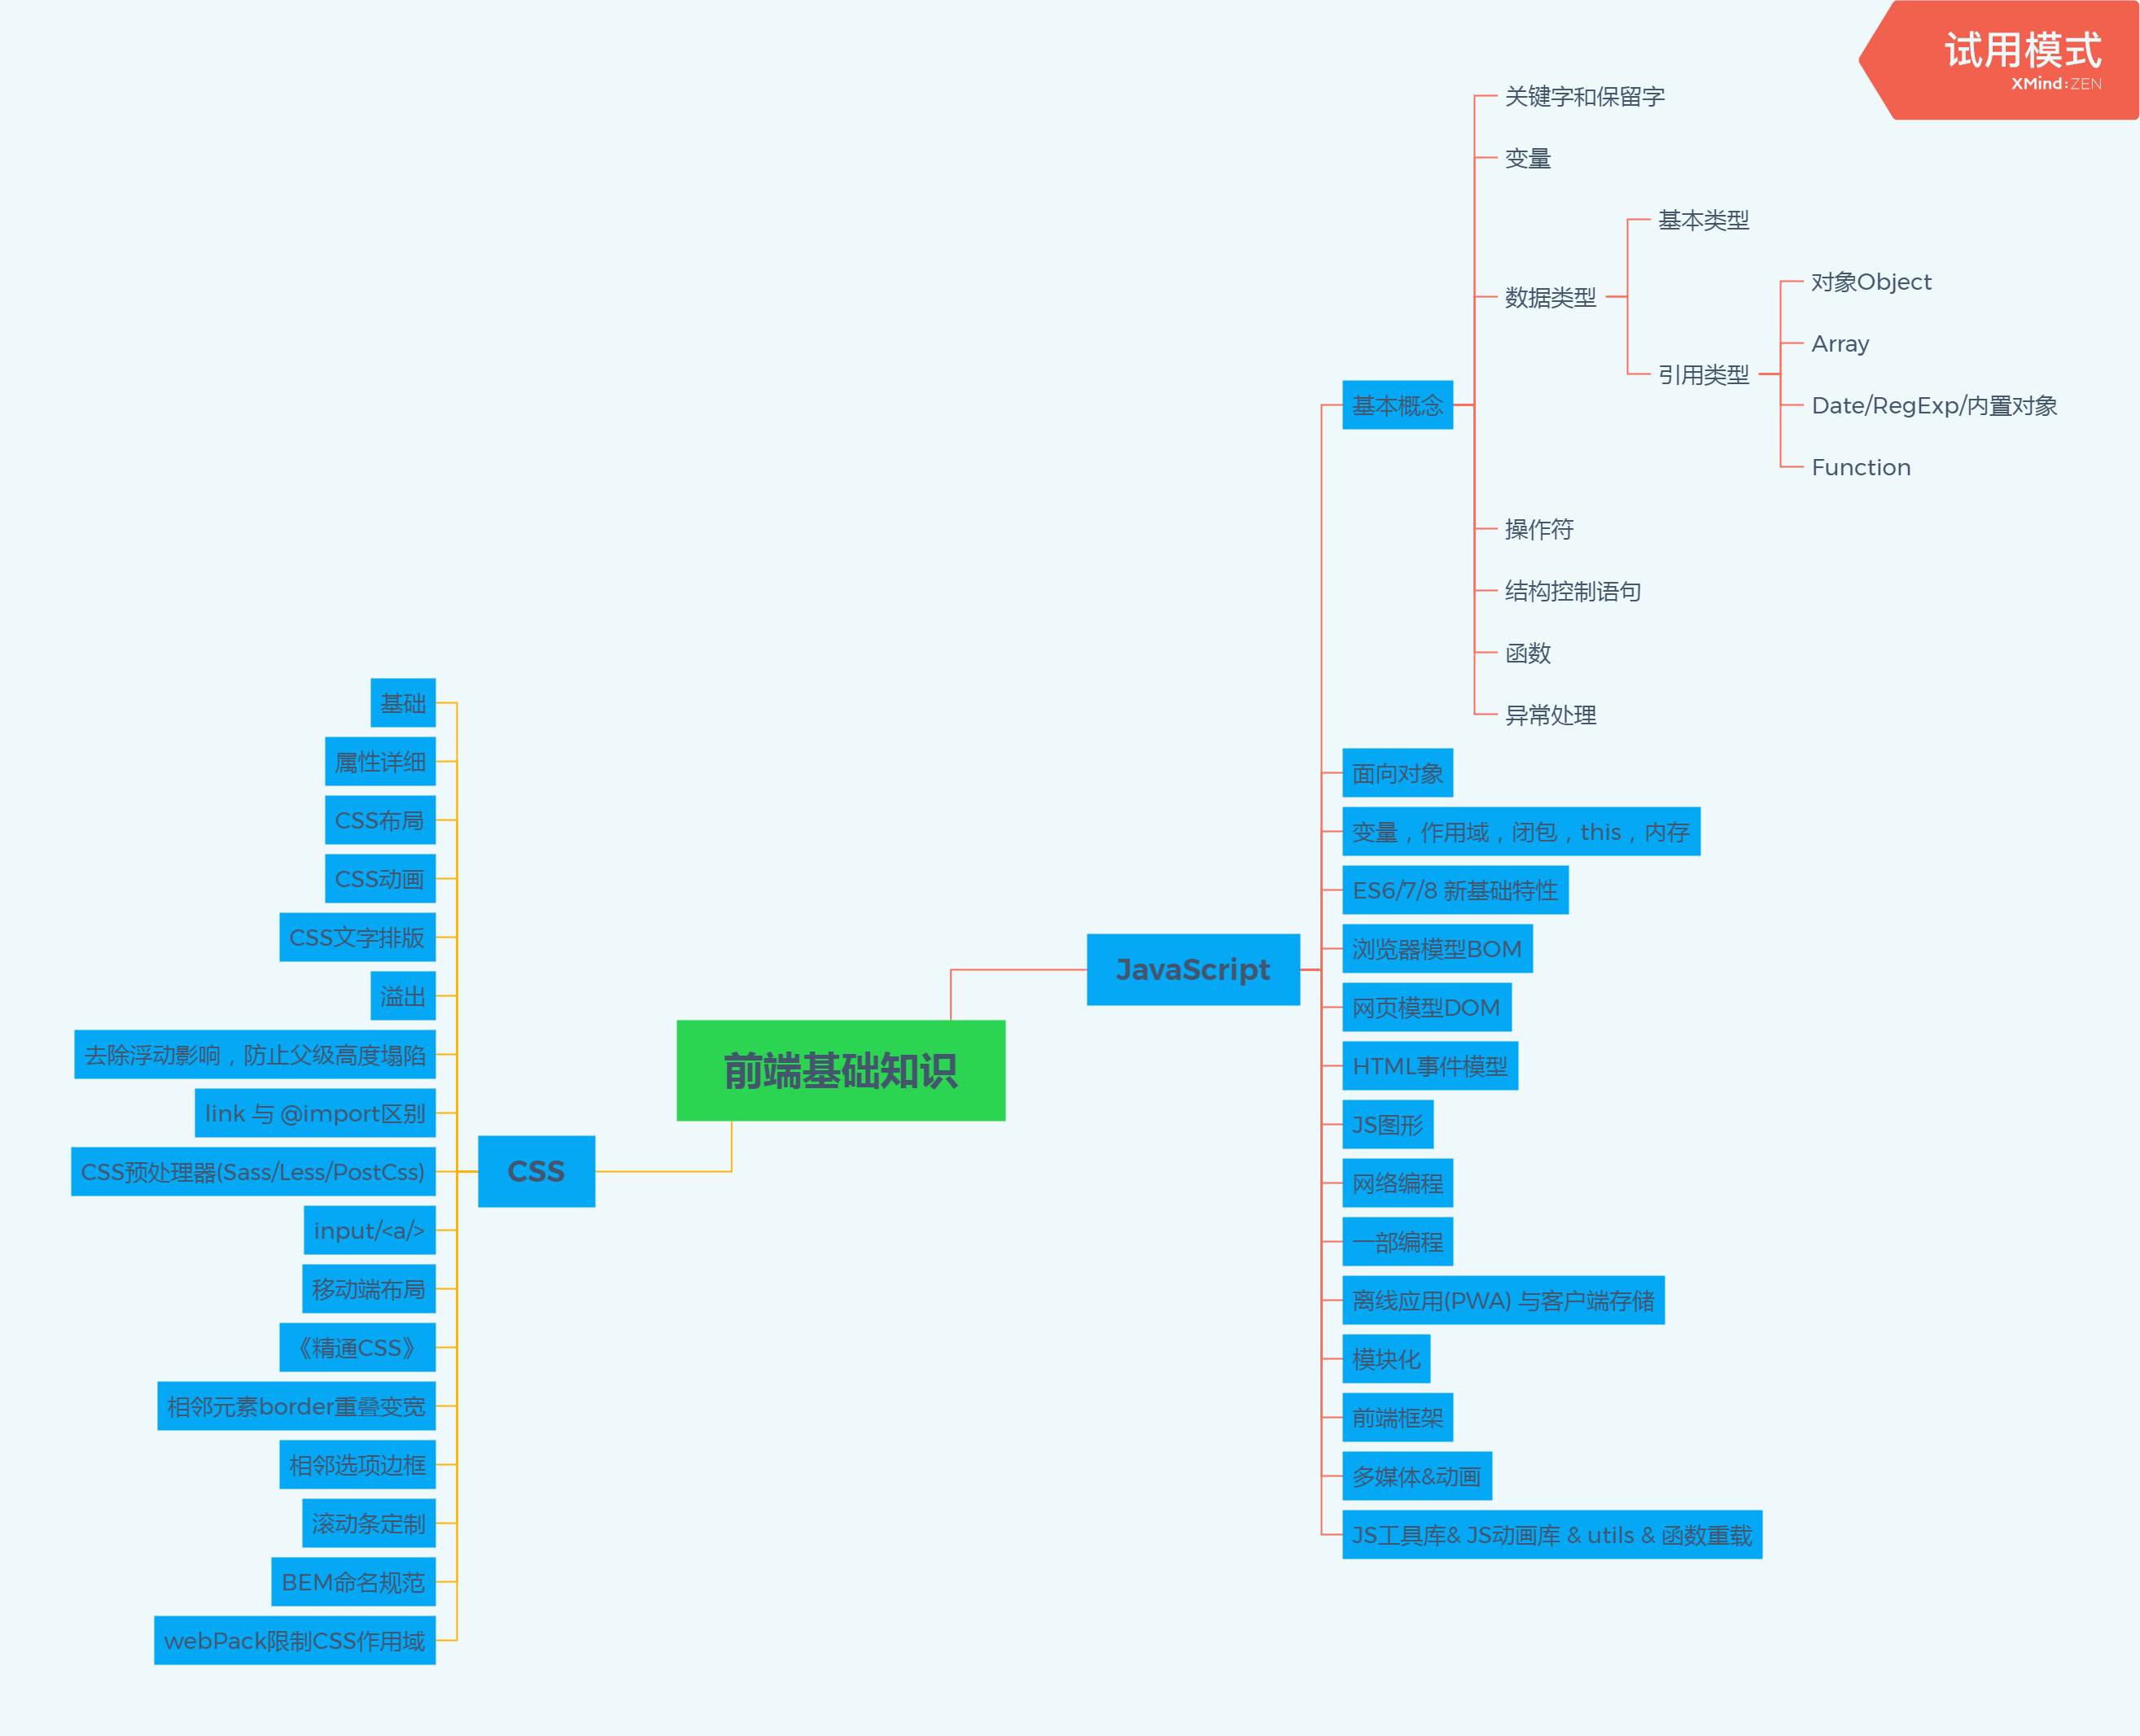 试用模式
XMind:ZEN
前端基础知识
JavaScript
基本概念
关键字和保留字
变量
数据类型
基本类型
引用类型
对象Object
Array
Date/RegExp/内置对象
Function
操作符
结构控制语句
函数
异常处理
面向对象
变量，作用域，闭包，this，内存
ES6/7/8 新基础特性
浏览器模型BOM
网页模型DOM
HTML事件模型
JS图形
网络编程
一部编程
离线应用(PWA) 与客户端存储
模块化
前端框架
多媒体&动画
JS工具库& JS动画库 & utils & 函数重载
CSS
基础
属性详细
CSS布局
CSS动画
CSS文字排版
溢出
去除浮动影响，防止父级高度塌陷
link 与 @import区别
CSS预处理器(Sass/Less/PostCss)
input/<a/>
移动端布局
《精通CSS》
相邻元素border重叠变宽
相邻选项边框
滚动条定制
BEM命名规范
webPack限制CSS作用域